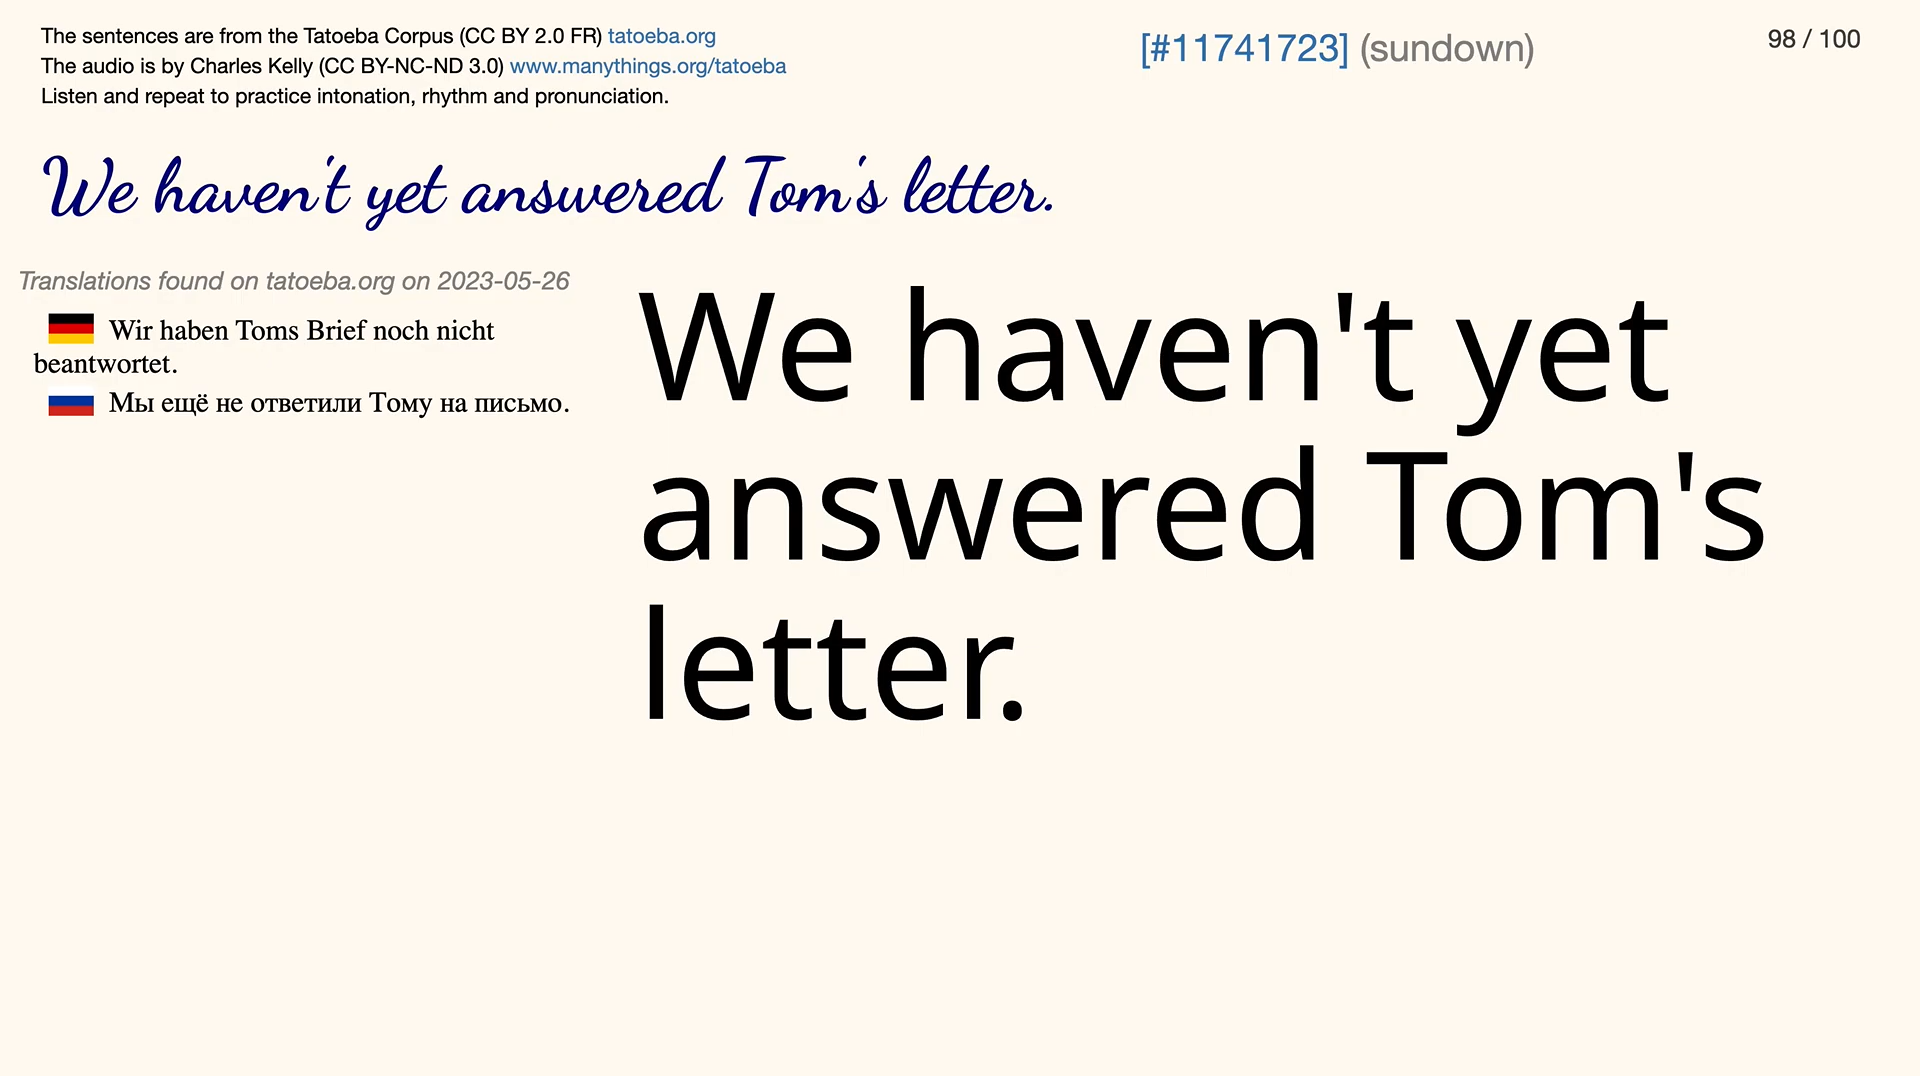 The sentences are from the Tatoeba Corpus (CC BY 2.0 FR) tatoeba.org
The audio is by Charles Kelly (CC BY-NC-ND 3.0) www.manythings.org/tatoeba
Listen and repeat to practice intonation, rhythm and pronunciation.
[#11741723] (sundown)
98 / 100
We haven't yet answered Tom's letter.
Translations found on tatoeba.org on 2023-05-26
Wir haben Toms Brief noch nicht
beantwortet.
Мы ещё не ответили Тому на письмо.
We haven't yet
answered Tom's
letter.